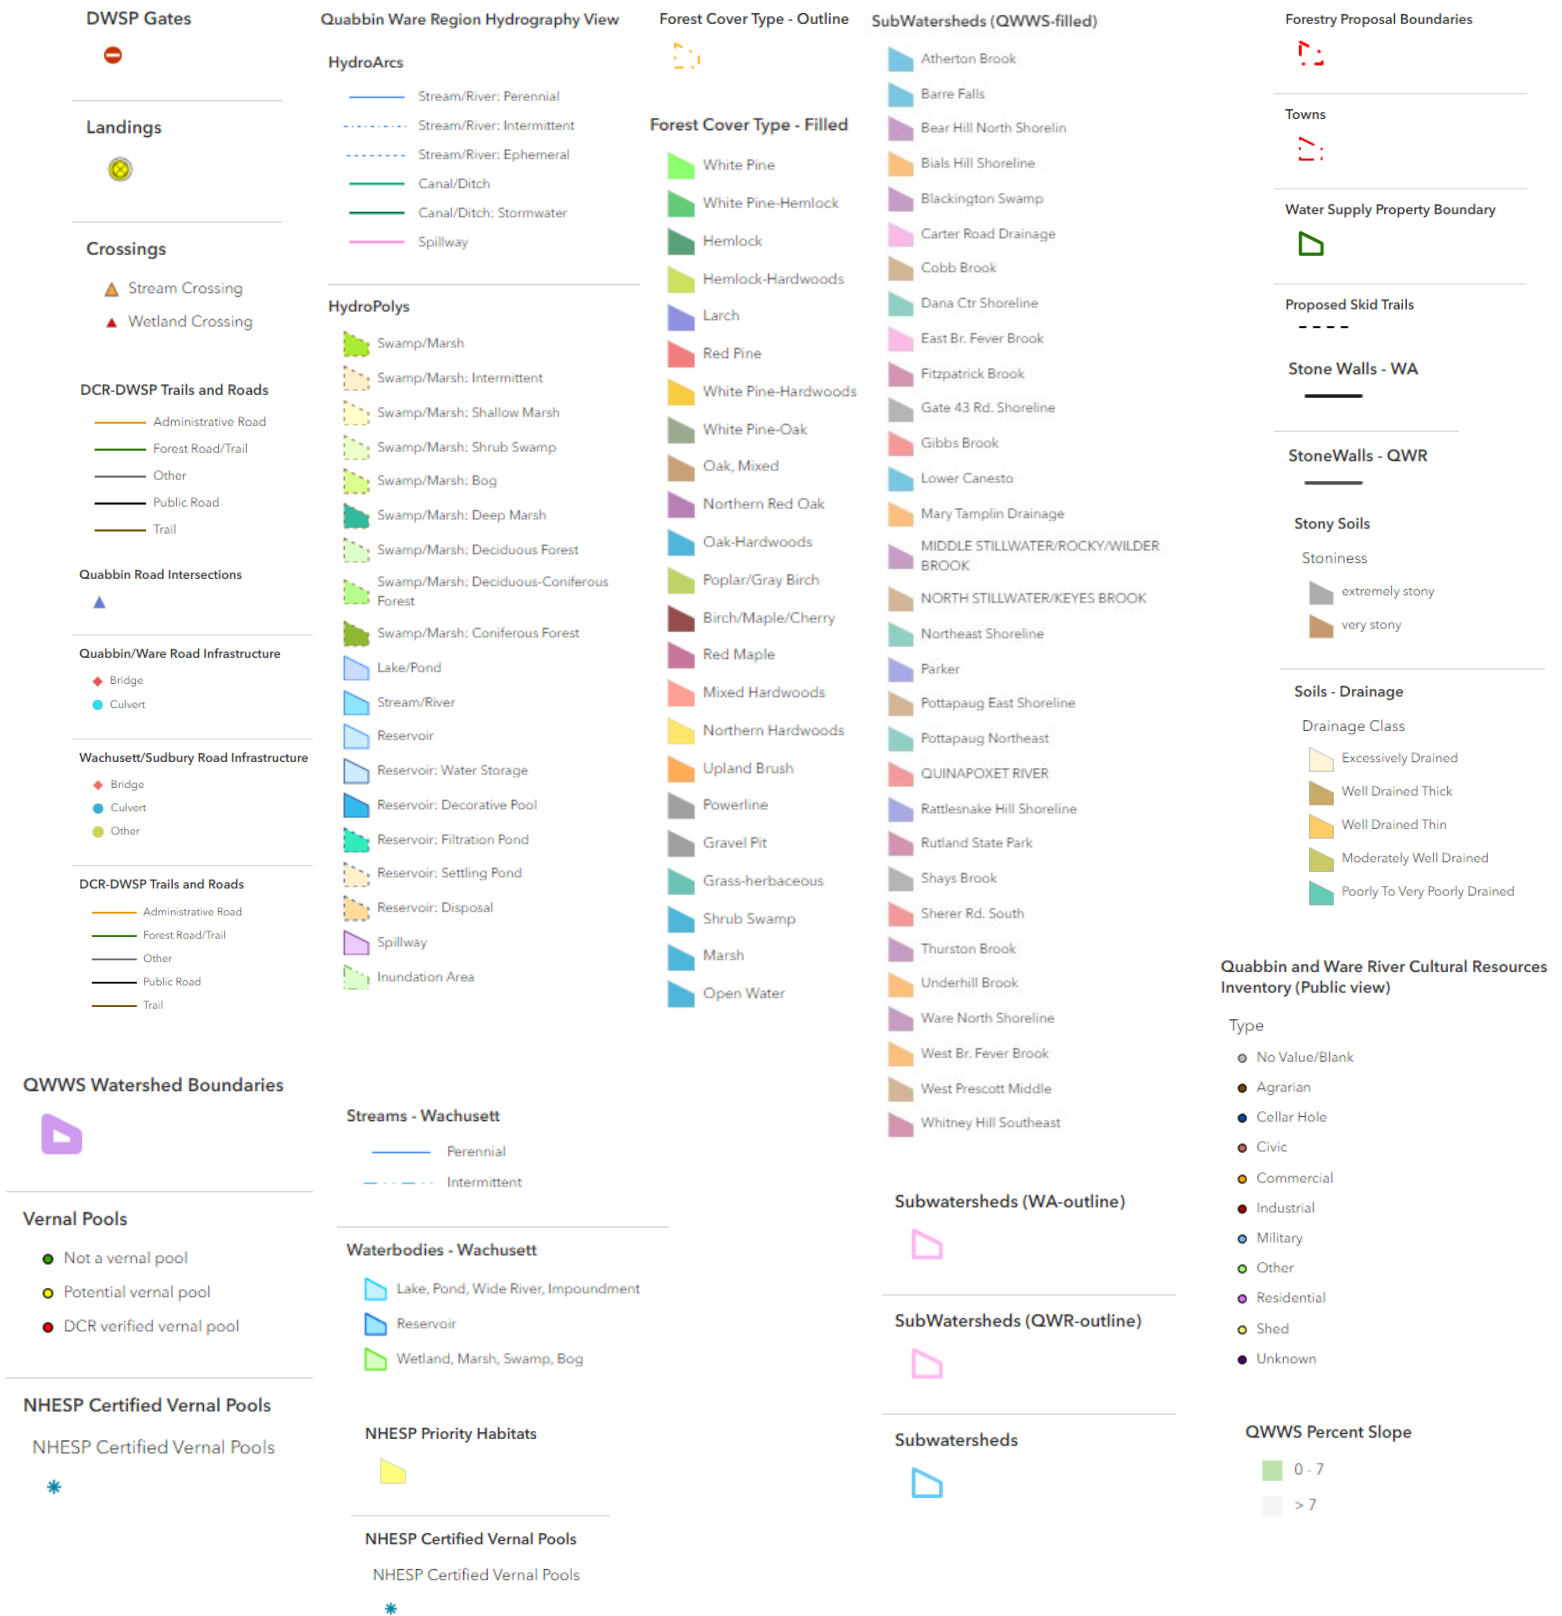 DWSP Gates
Landings
Crossings
Stream Crossing
Wetland Crossing
DCR-DWSP Trails and Roads
Administrative Road
Forest Road/Trail
Other
Public Road
Trail
Quabbin Road Intersections
Quabbin/Ware Road Infrastructure
Bridge
Culvert
Wachusett/Sudbury Road Infrastructure
Bridge
Culvert
Other
DCR-DWSP Trails and Roads
Administrative Road
Forest Road/Trail
Other
Public Road
Trail
QWWS Watershed Boundaries
Vernal Pools
Not a vernal pool
Potential vernal pool
DCR verified vernal pool
NHESP Certified Vernal Pools
NHESP Certified Vernal Pools
Quabbin Ware Region Hydrography View
HydroArcs
Stream/River: Perennial
Stream/River: Intermittent
Stream/River: Ephemeral
Canal/Ditch
Canal/Ditch: Stormwater
Spillway
HydroPolys
Swamp/Marsh
Swamp/Marsh: Intermittent
Swamp/Marsh: Shallow Marsh
Swamp/Marsh: Shrub Swamp
Swamp/Marsh: Bog
Swamp/Marsh: Deep Marsh
Swamp/Marsh: Deciduous Forest
Swamp/Marsh: Deciduous-Coniferous
Forest
Swamp/Marsh: Coniferous Forest
Lake/Pond
Stream/River
Reservoir
Reservoir: Water Storage
Reservoir: Decorative Pool
Reservoir: Filtration Pond
Reservoir: Settling Pond
Reservoir: Disposal
Spillway
Inundation Area
Streams - Wachusett
Perennial
Intermittent
Waterbodies - Wachusett
Lake, Pond, Wide River, Impoundment
Reservoir
Wetland, Marsh, Swamp, Bog
NHESP Priority Habitats
NHESP Certified Vernal Pools
NHESP Certified Vernal Pools
Forest Cover Type - Outline
Forest Cover Type - Filled
White Pine
White Pine-Hemlock
Hemlock
Hemlock-Hardwoods
Larch
Red Pine
White Pine-Hardwoods
White Pine-Oak
Oak, Mixed
Northern Red Oak
Oak-Hardwoods
Poplar/Gray Birch
Birch/Maple/Cherry
Red Maple
Mixed Hardwoods
Northern Hardwoods
Upland Brush
Powerline
Gravel Pit
Grass-herbaceous
Shrub Swamp
Marsh
Open Water
SubWatersheds (QWWS-filled)
Atherton Brook
Barre Falls
Bear Hill North Shorelin
Bials Hill Shoreline
Blackington Swamp
Carter Road Drainage
Cobb Brook
Dana Ctr Shoreline
East Br. Fever Brook
Fitzpatrick Brook
Gate 43 Rd. Shoreline
Gibbs Brook
Lower Canesto
Mary Tamplin Drainage
MIDDLE STILLWATER/ROCKY/WILDER
BROOK
NORTH STILLWATER/KEYES BROOK
Northeast Shoreline
Parker
Pottapaug East Shoreline
Pottapaug Northeast
QUINAPOXET RIVER
Rattlesnake Hill Shoreline
Rutland State Park
Shays Brook
Sherer Rd. South
Thurston Brook
Underhill Brook
Ware North Shoreline
West Br. Fever Brook
West Prescott Middle
Whitney Hill Southeast
Subwatersheds (WA-outline)
SubWatersheds (QWR-outline)
Subwatersheds
Forestry Proposal Boundaries
Towns
Water Supply Property Boundary
Proposed Skid Trails
Stone Walls - WA
StoneWalls - QWR
Stony Soils
Stoniness
extremely stony
very stony
Soils - Drainage
Drainage Class
Excessively Drained
Well Drained Thick
Well Drained Thin
Moderately Well Drained
Poorly To Very Poorly Drained
Quabbin and Ware River Cultural Resources
Inventory (Public view)
Type
No Value/Blank
Agrarian
Cellar Hole
Civic
Commercial
Industrial
Military
Other
Residential
Shed
Unknown
QWWS Percent Slope
0 - 7
> 7